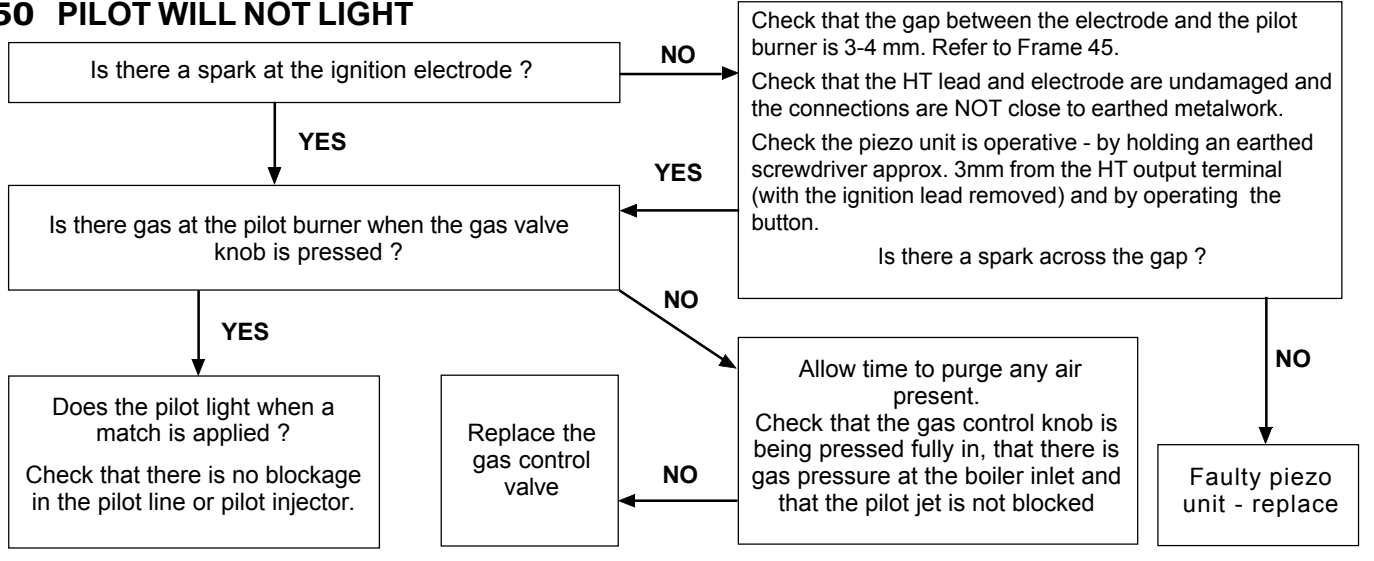 50 PILOT WILL NOT LIGHT
Is there a spark at the ignition electrode ?
NO
Check that the gap between the electrode and the pilot
burner is 3-4 mm. Refer to Frame 45.
Check that the HT lead and electrode are undamaged and
the connections are NOT close to earthed metalwork.
Check the piezo unit is operative - by holding an earthed
screwdriver approx. 3mm from the HT output terminal
(with the ignition lead removed) and by operating the
button.
Is there a spark across the gap ?
YES
YES
Is there gas at the pilot burner when the gas valve
knob is pressed ?
NO
YES
NO
Does the pilot light when a
match is applied ?
Check that there is no blockage
in the pilot line or pilot injector.
Replace the
gas control
valve
NO
Allow time to purge any air
present.
Check that the gas control knob is
being pressed fully in, that there is
gas pressure at the boiler inlet and
that the pilot jet is not blocked
Faulty piezo
unit - replace